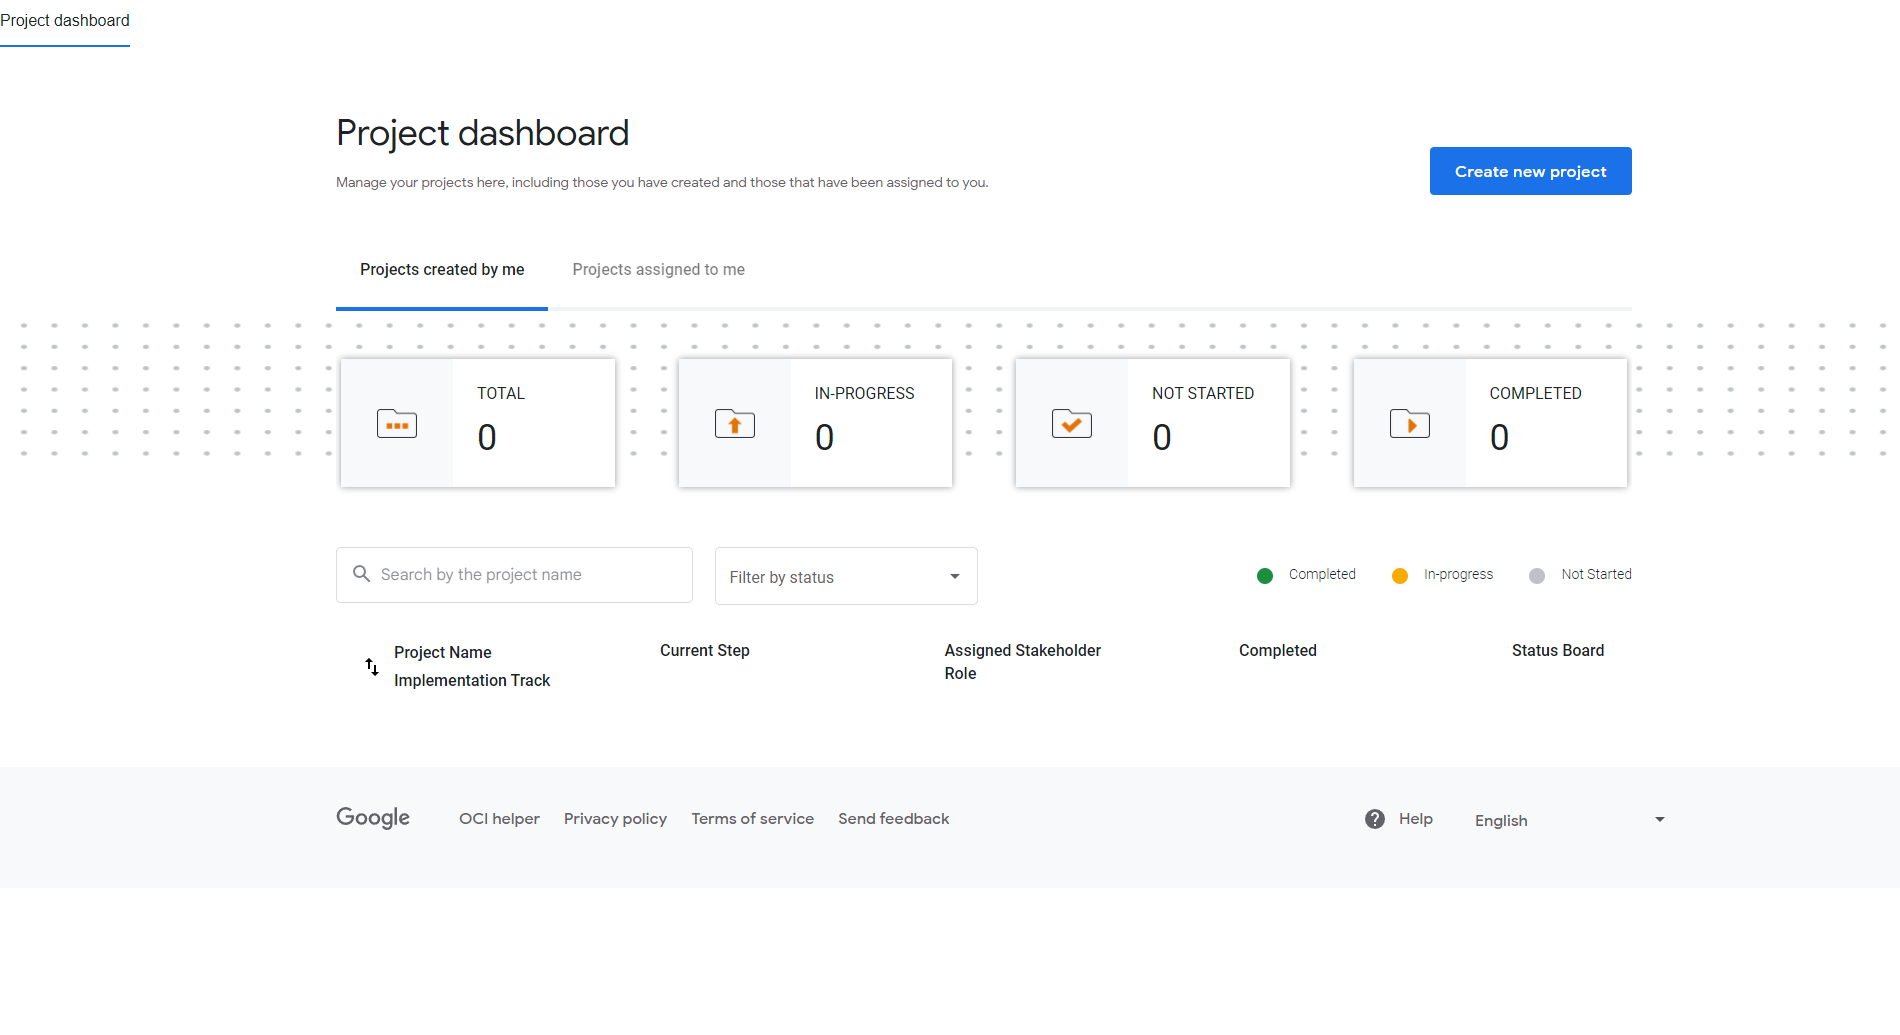 Project dashboard
Project dashboard
Manage your projects here, including those you have created and those that have been assigned to you.
Create new project
Projects created by me
Projects assigned to me
TOTAL
0
IN-PROGRESS
0
NOT STARTED
0
COMPLETED
0
Search by the project name
Filter by status
Completed
In-progress
Not Started
Project Name
Implementation Track
Current Step
Assigned Stakeholder
Role
Completed
Status Board
Google
OCI helper
Privacy policy
Terms of service
Send feedback
Help
English